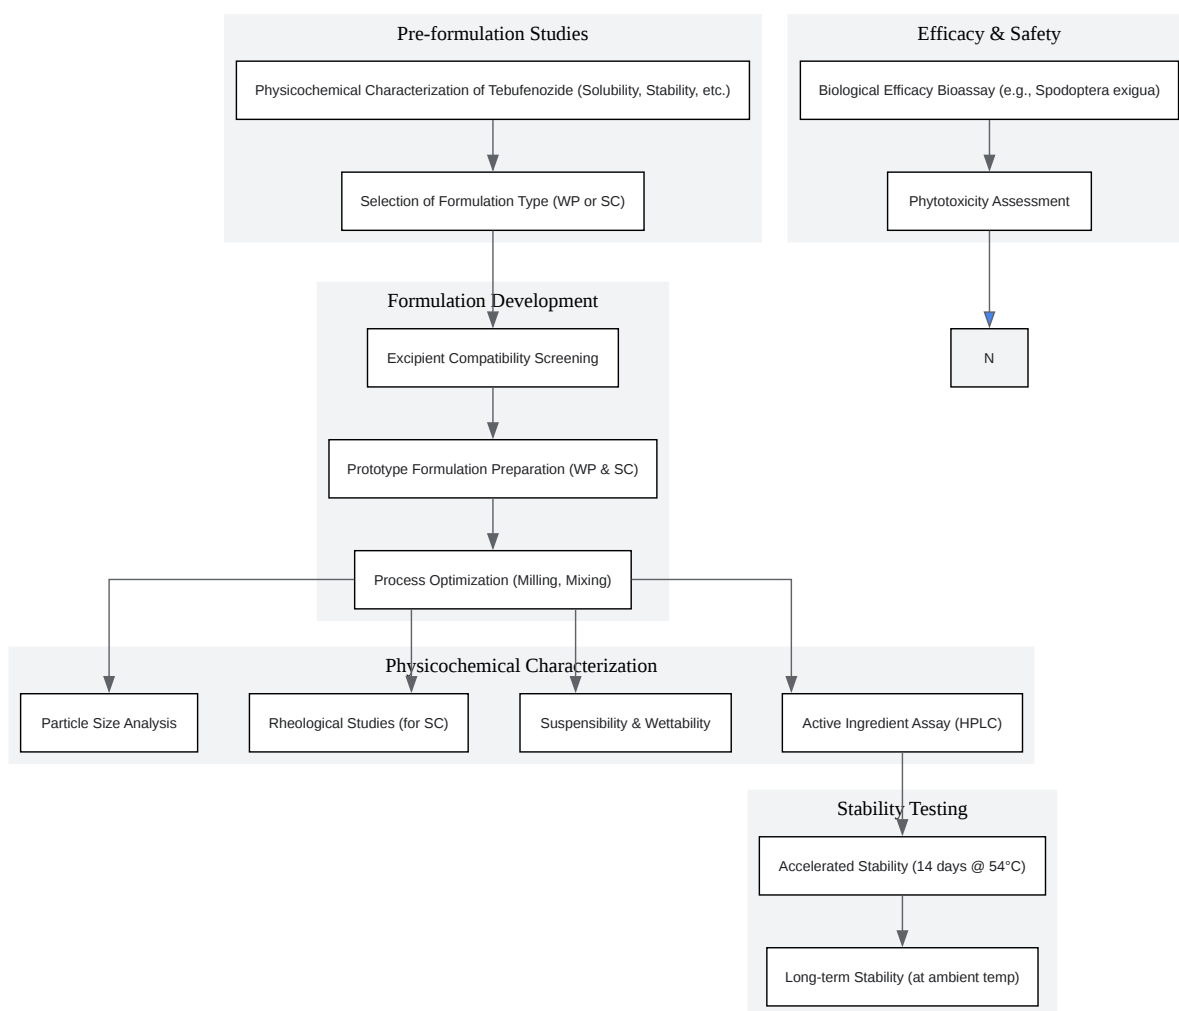 Pre-formulation Studies
Physicochemical Characterization of Tebufenozide (Solubility, Stability, etc.)
Selection of Formulation Type (WP or SC)
Efficacy & Safety
Biological Efficacy Bioassay (e.g., Spodoptera exigua)
Phytotoxicity Assessment
N
Formulation Development
Excipient Compatibility Screening
Prototype Formulation Preparation (WP & SC)
Process Optimization (Milling, Mixing)
Physicochemical Characterization
Particle Size Analysis
Rheological Studies (for SC)
Suspensibility & Wettability
Active Ingredient Assay (HPLC)
Stability Testing
Accelerated Stability (14 days @ 54°C)
Long-term Stability (at ambient temp)